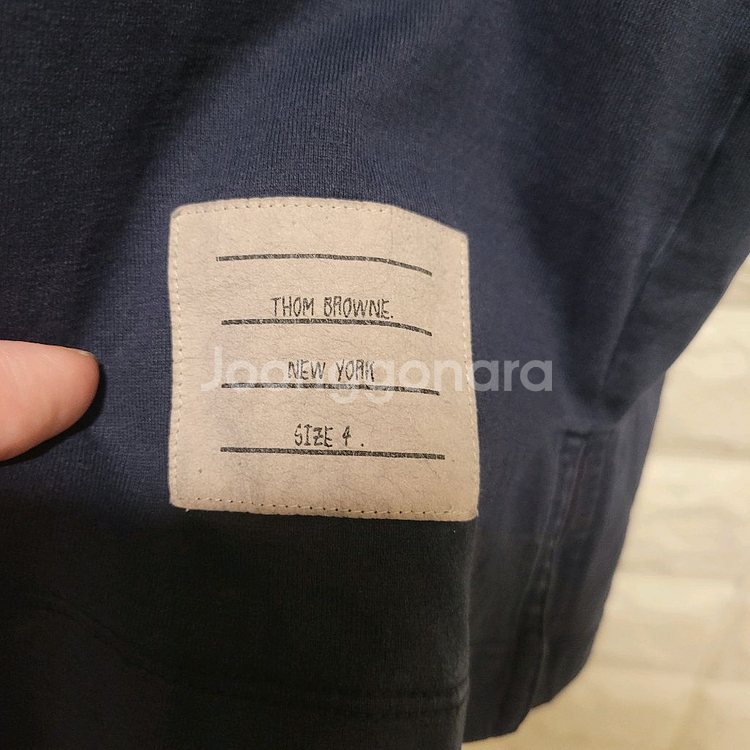 THOM BROWNE.
NEW YORK
Joonggonara
SIZE 4 .